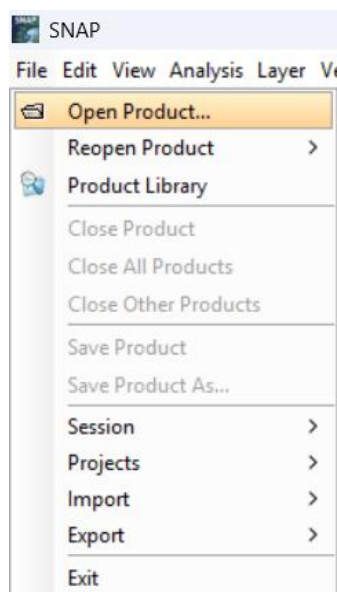 SNAP
File Edit View Analysis Layer
Open Product...
Reopen Product
Product Library
Close Product
Close All Products
Close Other Products
Save Product
Save Product As...
Session
Projects
Import
Export
Exit